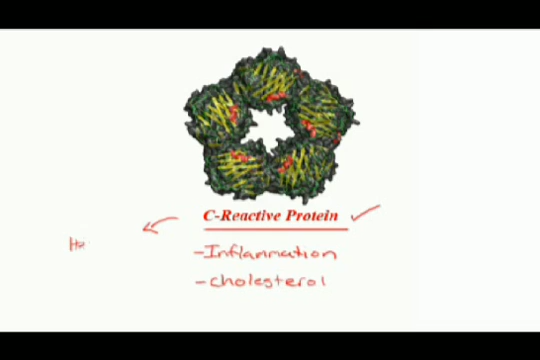 C-Reactive Protein
-Inflammation
-cholesterol